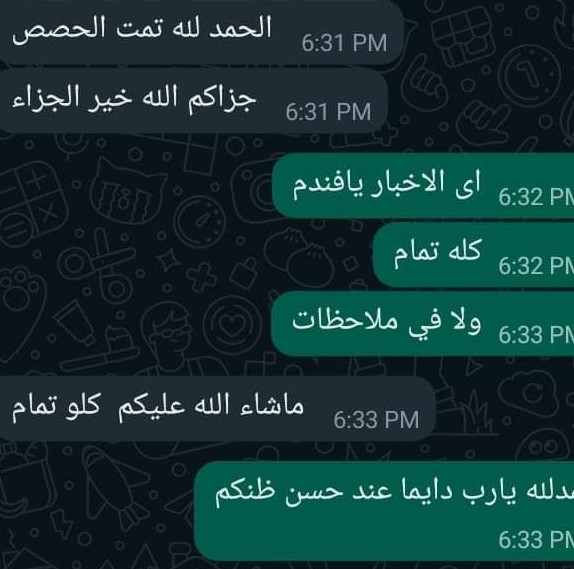 الحمد لله تمت الحصص
6:31 PM
جزاكم الله خير الجزاء
6:31 PM
اى الاخبار يافندم
6:32 PM
كله تمام
6:32 PM
ولا في ملاحظات
6:33 PM
ماشاء الله عليكم كلو تمام
6:33 PM
يارب دايما عند حسن ظنكم
6:33 PM